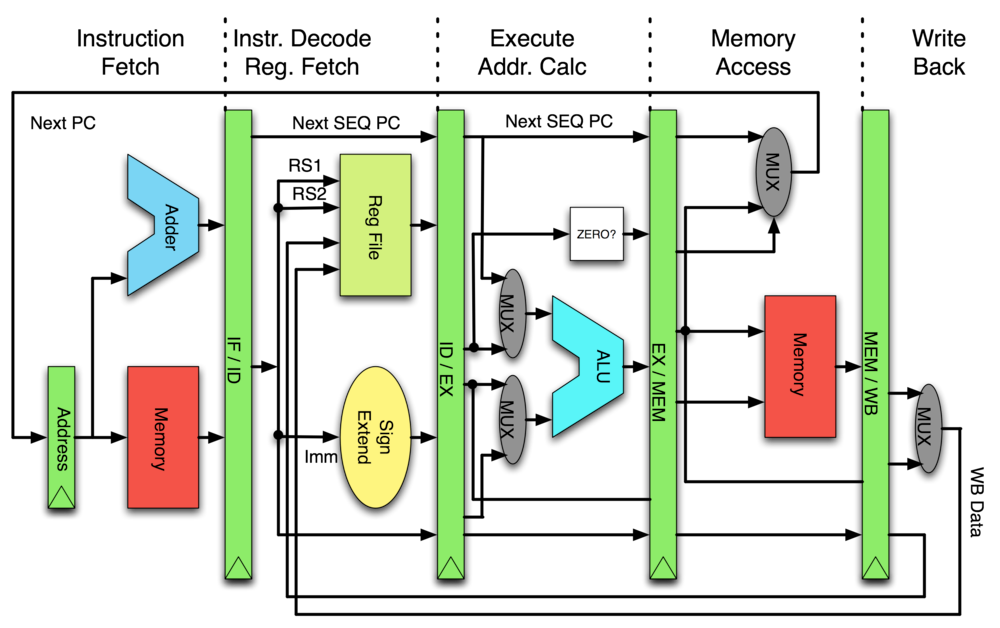 Instruction
Fetch
Instr. Decode
Reg. Fetch
Execute
Addr. Calc
Memory
Access
Write
Back
Next PC
Next SEQ PC
Next SEQ PC
RS1
RS2
Reg File
MUX
Adder
ZERO?
MUX
IF / ID
ID / EX
ALU
EX / MEM
Memory
MEM / WB
Address
Memory
Imm
Sign
Extend
MUX
MUX
WB Data